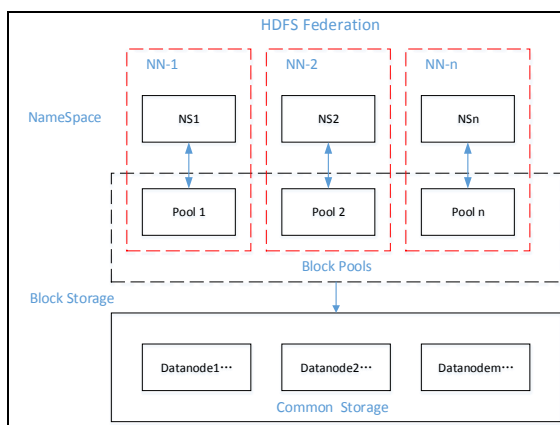 HDFS Federation
NN-1 NN-2 NN-n
NameSpace NS1 NS2 NSn
Pool 1 Pool 2 Pool n
Block Pools
Block Storage
Datanode1… Datanode2… Datanodem…
Common Storage